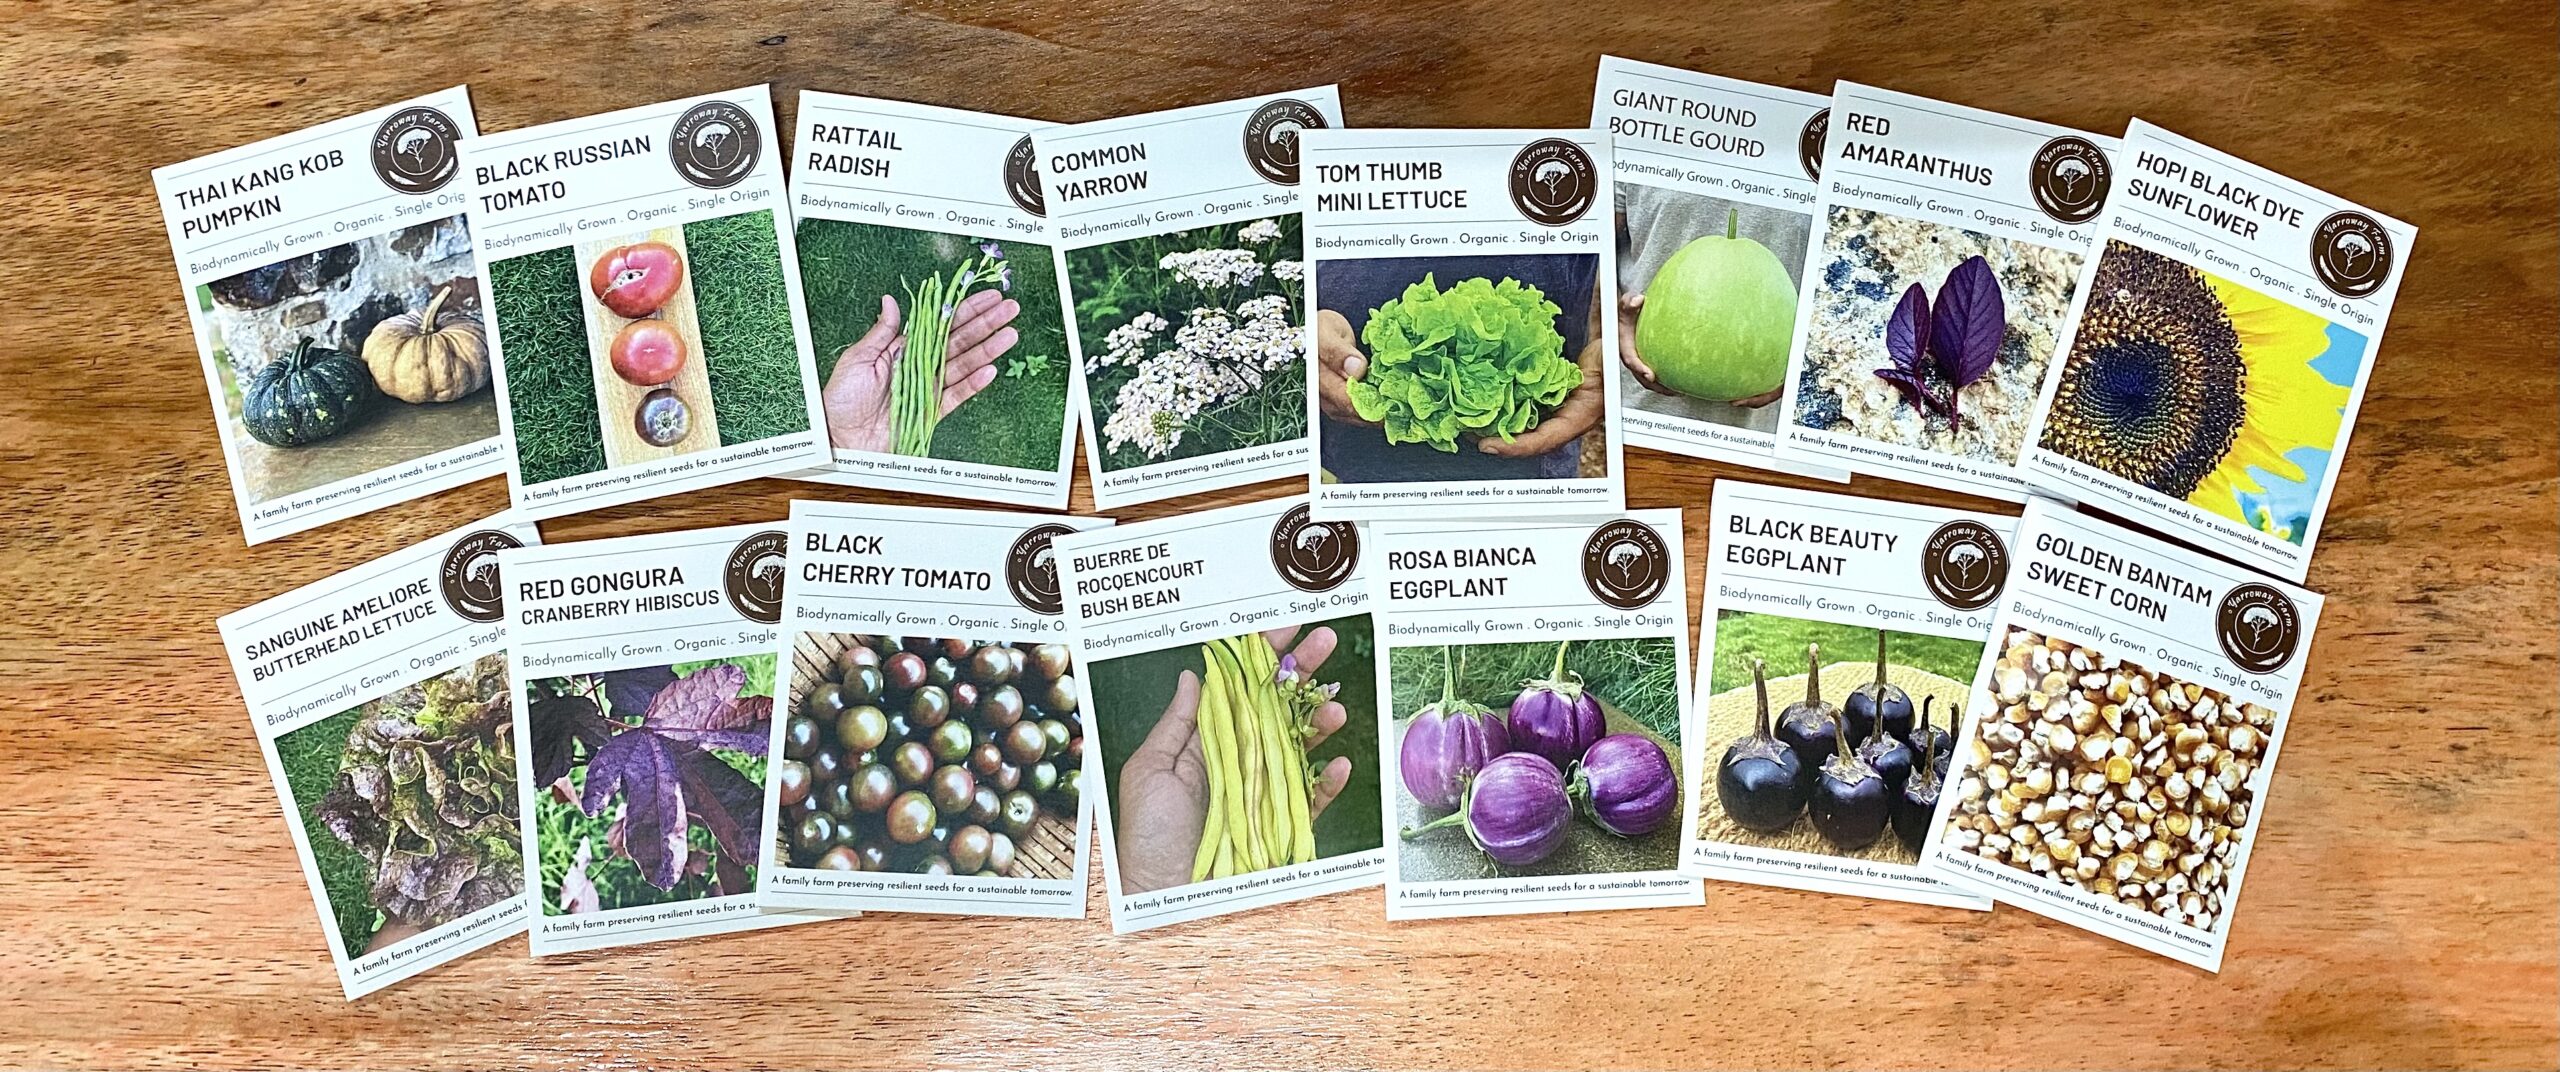 THAI KANG KOB
PUMPKIN
Yarroway Farm
Biodynamically Grown . Organic . Single
A family farm preserving resilient seeds for a sustainable
BLACK RUSSIAN
TOMATO
Yarroway Farm
Biodynamically Grown . Organic . Single Origin
A family farm preserving resilient seeds for a sustainable tomorrow.
RATTAIL
RADISH
Biodynamically Grown . Organic . Single
resilient seeds for a sustainable tomorrow.
COMMON
YARROW
Yarroway Farm
Biodynamically Grown . Organic . Single
A family farm preserving resilient seeds for a
TOM THUMB
MINI LETTUCE
Yarroway Farm
Biodynamically Grown . Organic . Single Origin
A family farm preserving resilient seeds for a sustainable tomorrow.
GIANT ROUND
BOTTLE GOURD
Grown . Organic . Single
resilient seeds for a sustainable
RED
AMARANTHUS
Yarroway Farm
Biodynamically Grown . Organic . Single
A family farm preserving resilient seeds for a sustainable
HOPI BLACK DYE
SUNFLOWER
Yarroway Farm
Biodynamically Grown . Organic . Single Origin
A family farm preserving resilient seeds for a sustainable tomorrow.
SANGUINE AMELIORE
BUTTERHEAD LETTUCE
Biodynamically Grown . Organic . Single
A family farm preserving resilient seeds
RED GONGURA
CRANBERRY HIBISCUS
Biodynamically Grown . Organic . Single
A family farm preserving resilient seeds for a
BLACK
CHERRY TOMATO
Biodynamically Grown . Organic . Single
A family farm preserving resilient seeds for a sustainable tomorrow.
BUERRE DE
ROCQENCOURT
BUSH BEAN
Biodynamically Grown . Organic . Single Origin
A family farm preserving resilient seeds for a sustainable
ROSA BIANCA
EGGPLANT
Yarroway Farm
Biodynamically Grown . Organic . Single Origin
A family farm preserving resilient seeds for a sustainable tomorrow.
BLACK BEAUTY
EGGPLANT
Yarroway Farm
Biodynamically Grown . Organic . Single
A family farm preserving resilient seeds for a sustainable
GOLDEN BANTAM
SWEET CORN
Yarroway Farm
Biodynamically Grown . Organic . Single Origin
A family farm preserving resilient seeds for a sustainable tomorrow.